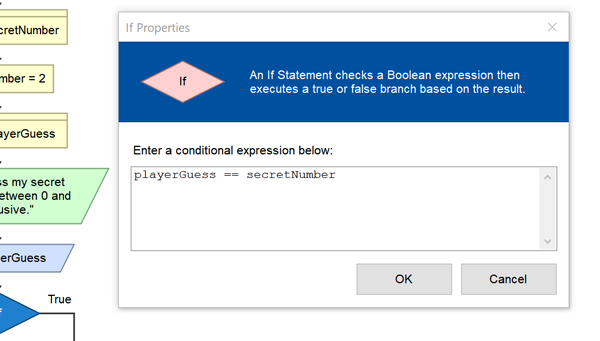 cretNumber
mber = 2
ayerGuess
ss my secret
etween 0 and
usive."
erGuess
True
If Properties
If
An If Statement checks a Boolean expression then
executes a true or false branch based on the result.
Enter a conditional expression below:
playerGuess == secretNumber
OK
Cancel